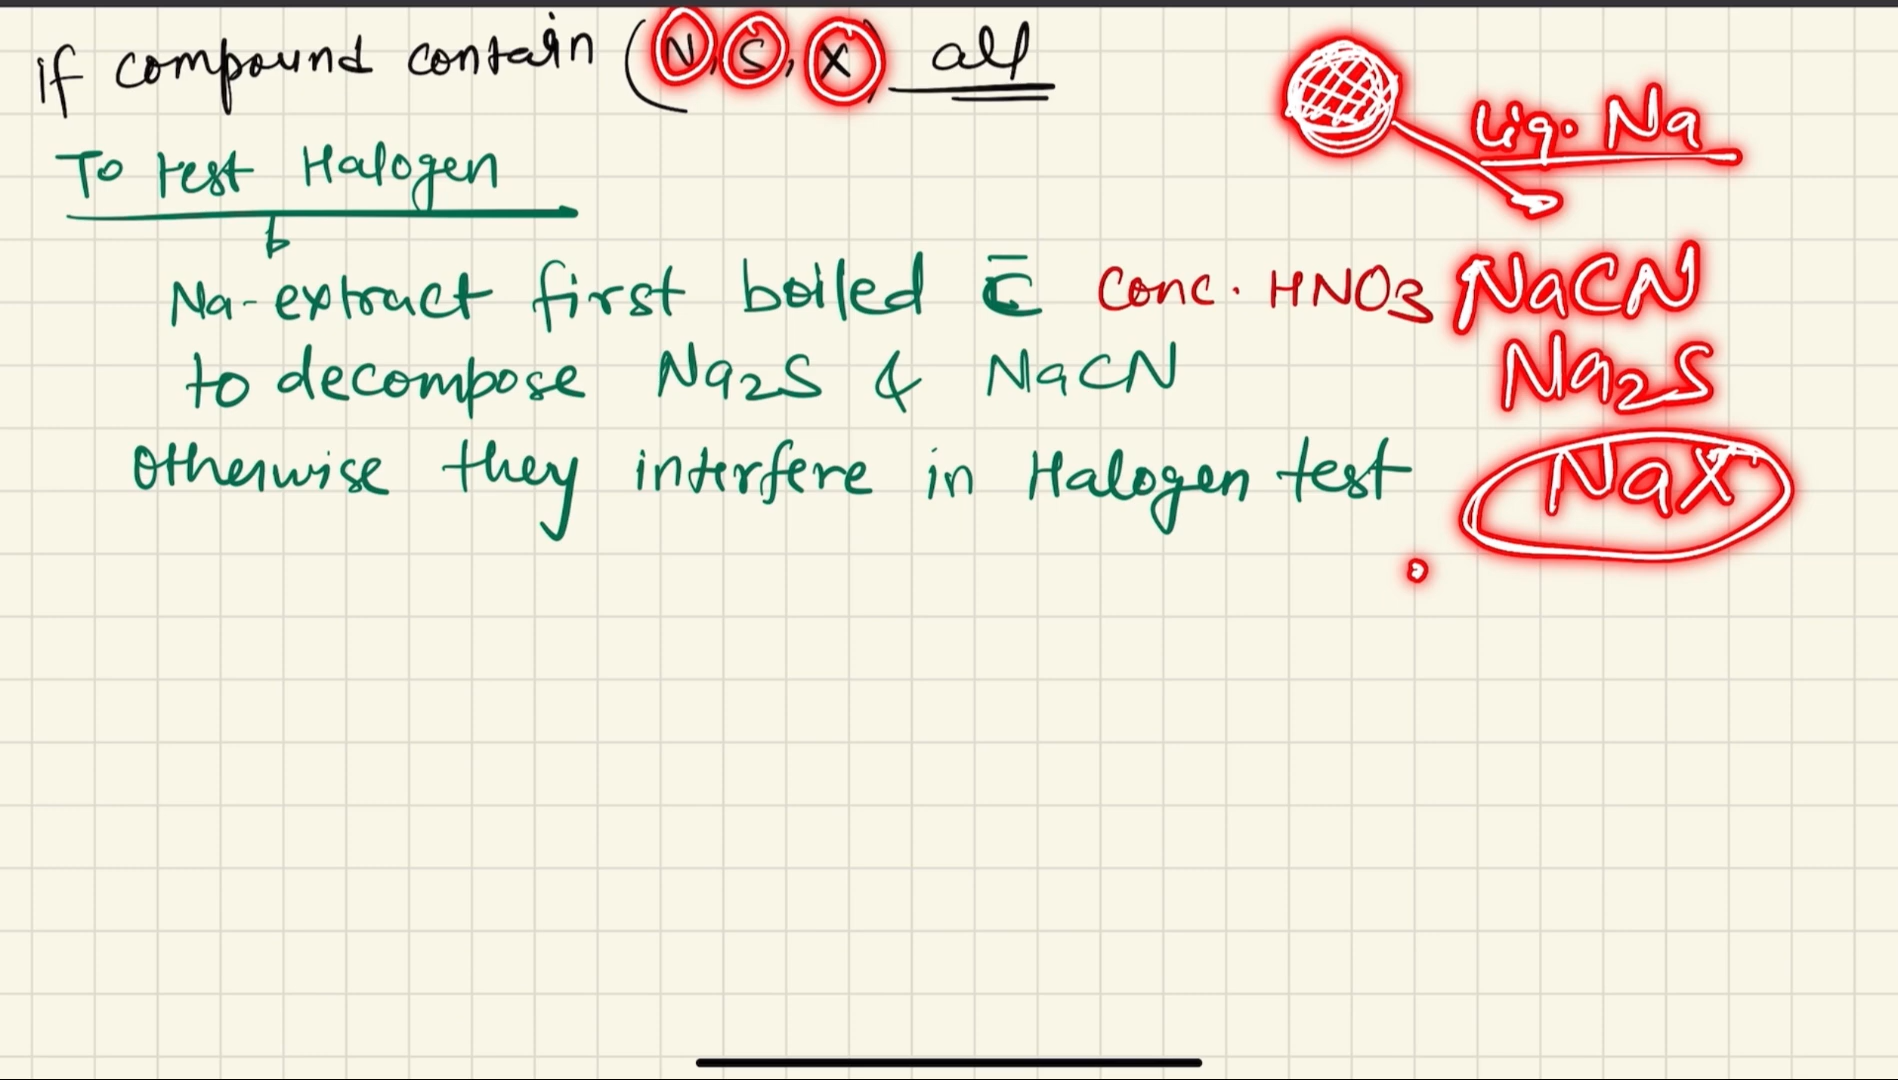 if compound contain (N, S, X) all
To test Halogen
Na-extract first boiled c̄ Conc. HNO3
to decompose Na2S & NaCN
otherwise they interfere in Halogen test
liq. Na
NaCN
Na2S
NaX